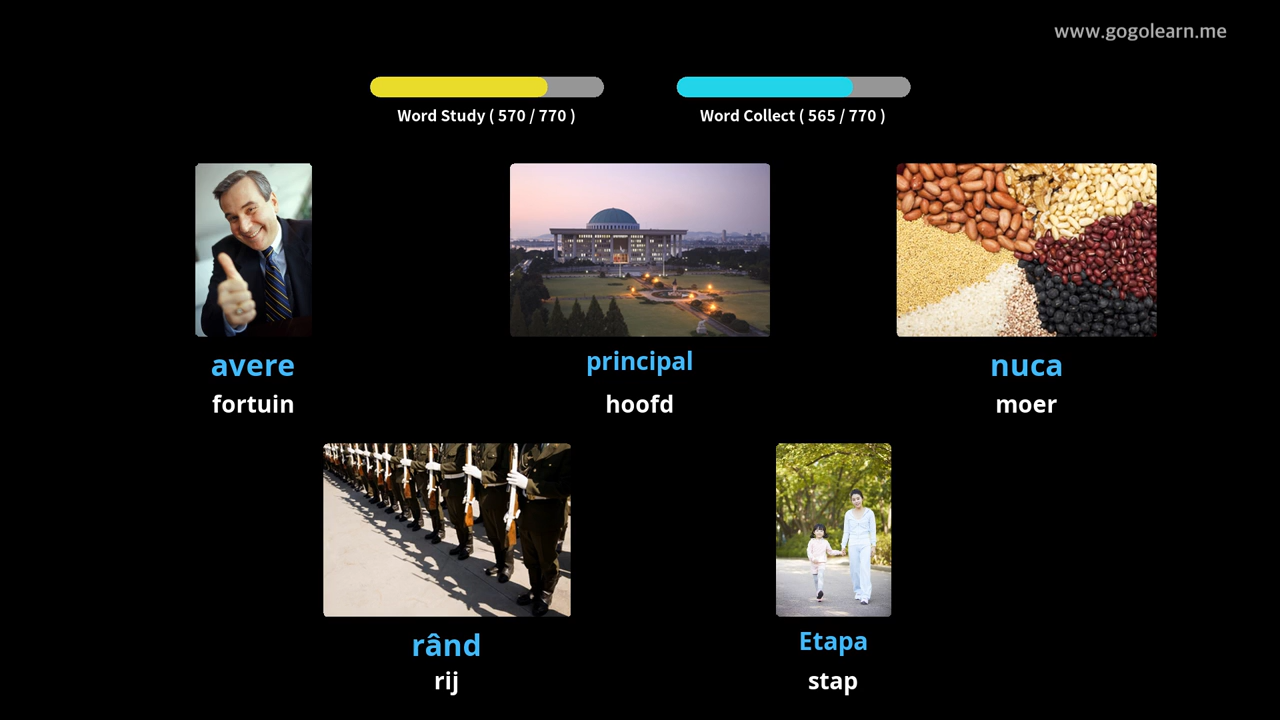 www.gogolearn.me
Word Study ( 570 / 770 )
Word Collect ( 565 / 770 )
avere
fortuin
principal
hoofd
nuca
moer
rând
rij
Etapa
stap